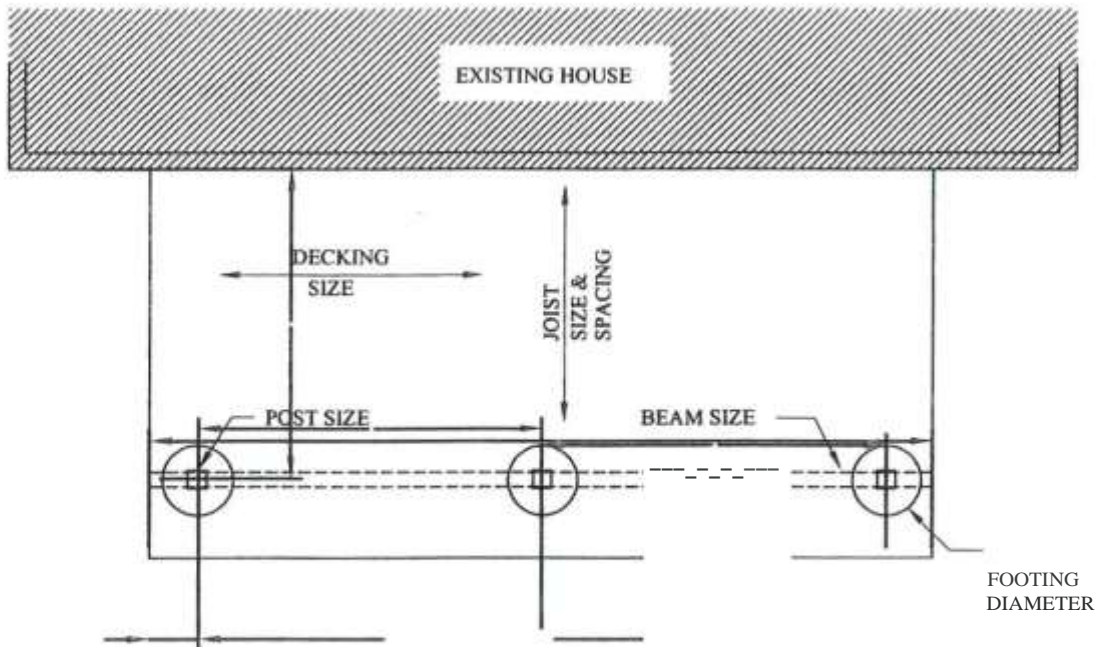 EXISTING HOUSE
DECKING
SIZE
JOIST
SIZE &
SPACING
POST SIZE
BEAM SIZE
FOOTING
DIAMETER